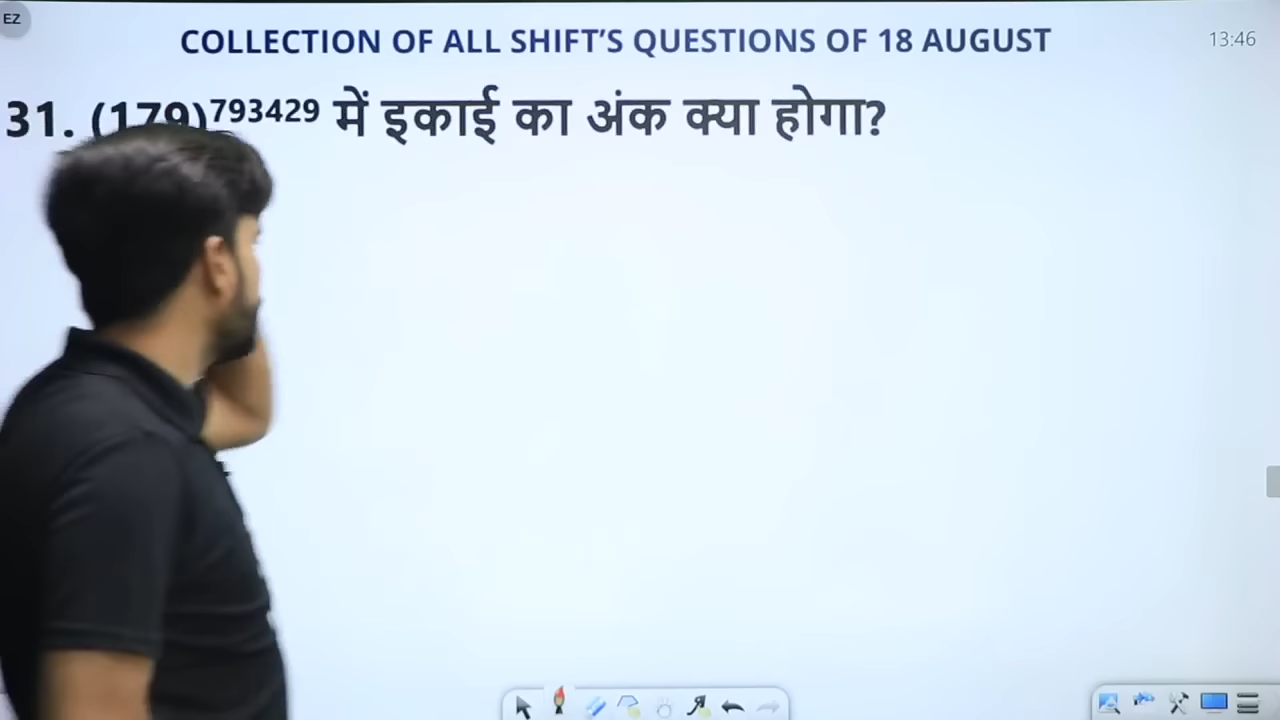 EZ
COLLECTION OF ALL SHIFT’S QUESTIONS OF 18 AUGUST
13:46
31. (179)⁷⁹³⁴²⁹ में इकाई का अंक क्या होगा?